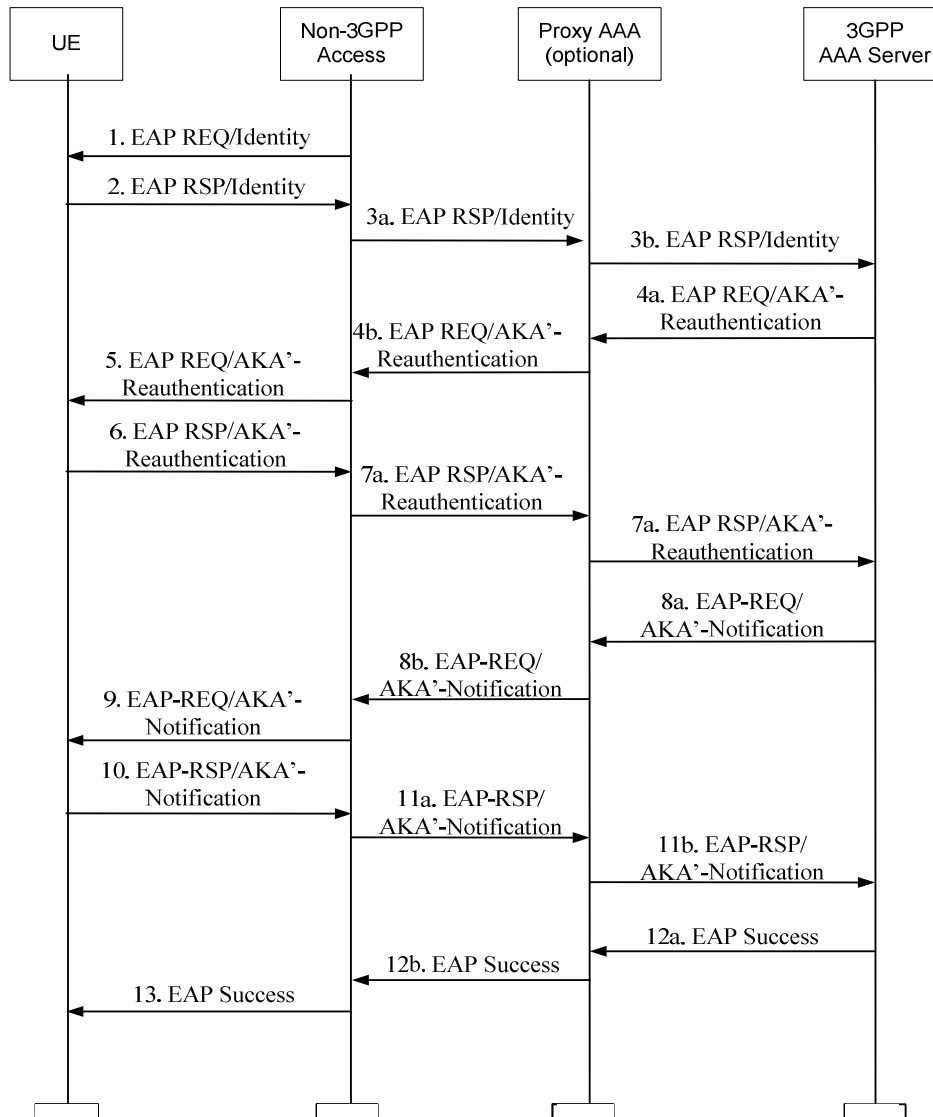 UE
Non-3GPP
Access
Proxy AAA
(optional)
3GPP
AAA Server
1. EAP REQ/Identity
2. EAP RSP/Identity
3a. EAP RSP/Identity
3b. EAP RSP/Identity
4a. EAP REQ/AKA’-
Reauthentication
4b. EAP REQ/AKA’-
Reauthentication
5. EAP REQ/AKA’-
Reauthentication
6. EAP RSP/AKA’-
Reauthentication
7a. EAP RSP/AKA’-
Reauthentication
7a. EAP RSP/AKA’-
Reauthentication
8a. EAP-REQ/
AKA’-Notification
8b. EAP-REQ/
AKA’-Notification
9. EAP-REQ/AKA’-
Notification
10. EAP-RSP/AKA’-
Notification
11a. EAP-RSP/
AKA’-Notification
11b. EAP-RSP/
AKA’-Notification
12a. EAP Success
12b. EAP Success
13. EAP Success